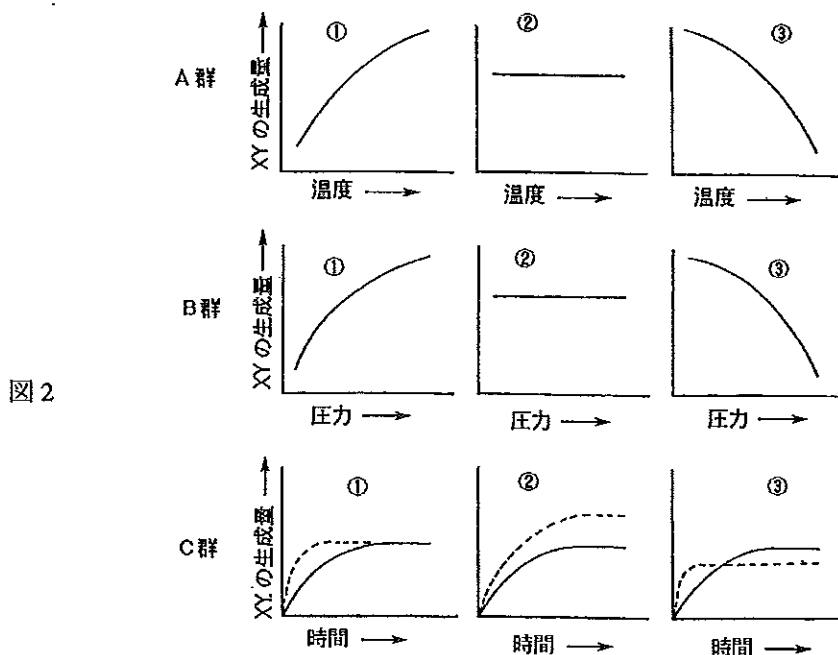 A群
XYの生成量
①
②
③
温度
温度
温度
B群
XYの生成量
①
②
③
圧力
圧力
圧力
図2
C群
XYの生成量
①
②
③
時間
時間
時間